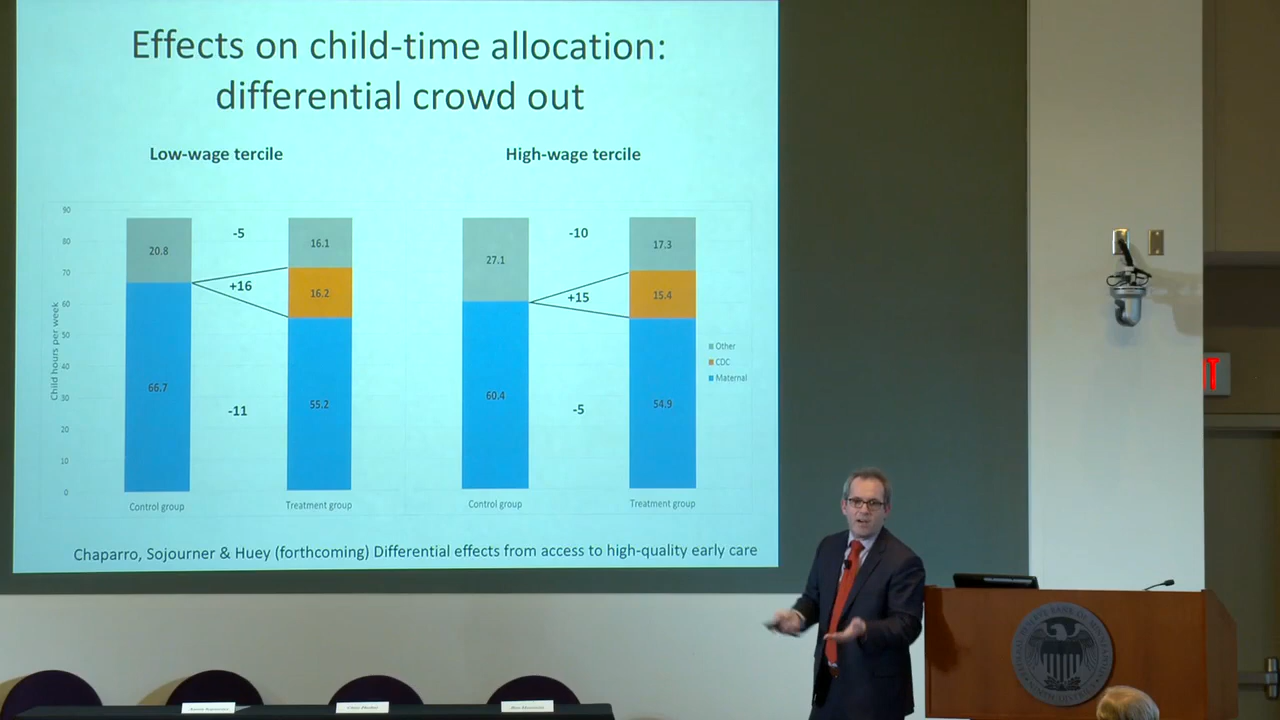 Effects on child-time allocation:
differential crowd out
Low-wage tercile
High-wage tercile
Child hours per week
90
80
70
60
50
40
30
20
10
0
20.8
66.7
Control group
-5
+16
-11
16.1
16.2
55.2
Treatment group
27.1
60.4
Control group
-10
+15
-5
17.3
15.4
54.9
Treatment group
Other
CDC
Maternal
Chaparro, Sojourner & Huey (forthcoming) Differential effects from access to high-quality early care